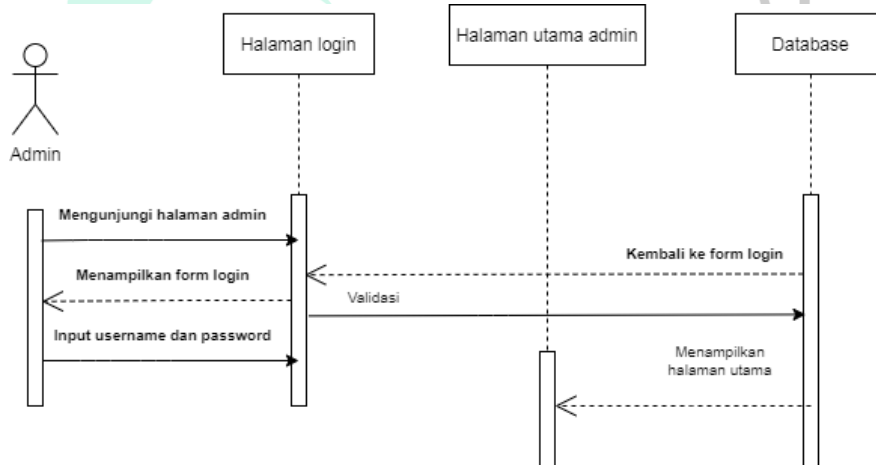 Halaman login
Halaman utama admin
Database
Admin
Mengunjungi halaman admin
Kembali ke form login
Menampilkan form login
Validasi
Input username dan password
Menampilkan
halaman utama